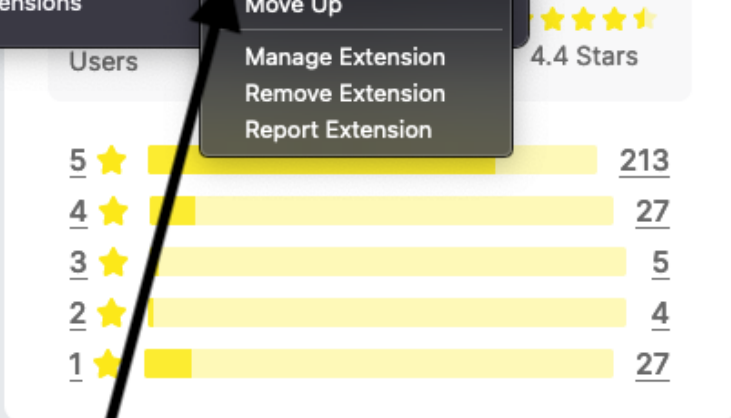 ensions
Move Up
Manage Extension
Remove Extension
Report Extension
Users
4.4 Stars
5 213
4 27
3 5
2 4
1 27